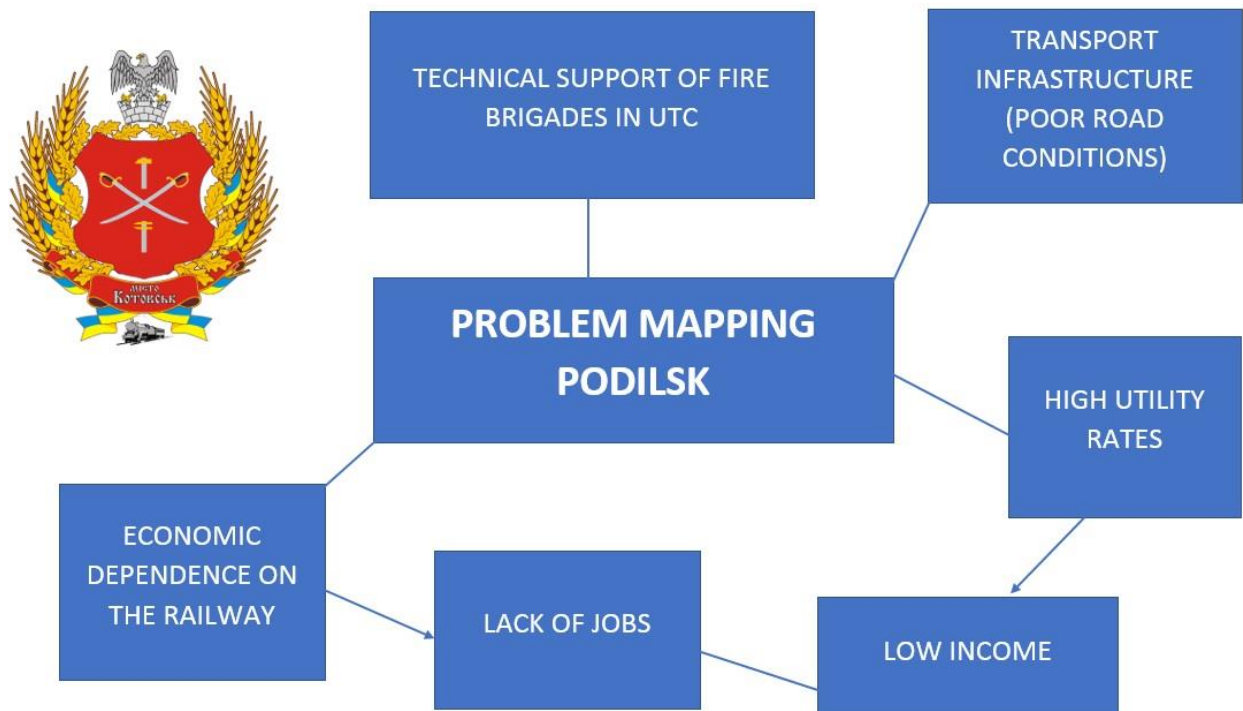 TECHNICAL SUPPORT OF FIRE
BRIGADES IN UTC
TRANSPORT
INFRASTRUCTURE
(POOR ROAD
CONDITIONS)
місто
Котовськ
PROBLEM MAPPING
PODILSK
HIGH UTILITY
RATES
ECONOMIC
DEPENDENCE ON
THE RAILWAY
LACK OF JOBS
LOW INCOME